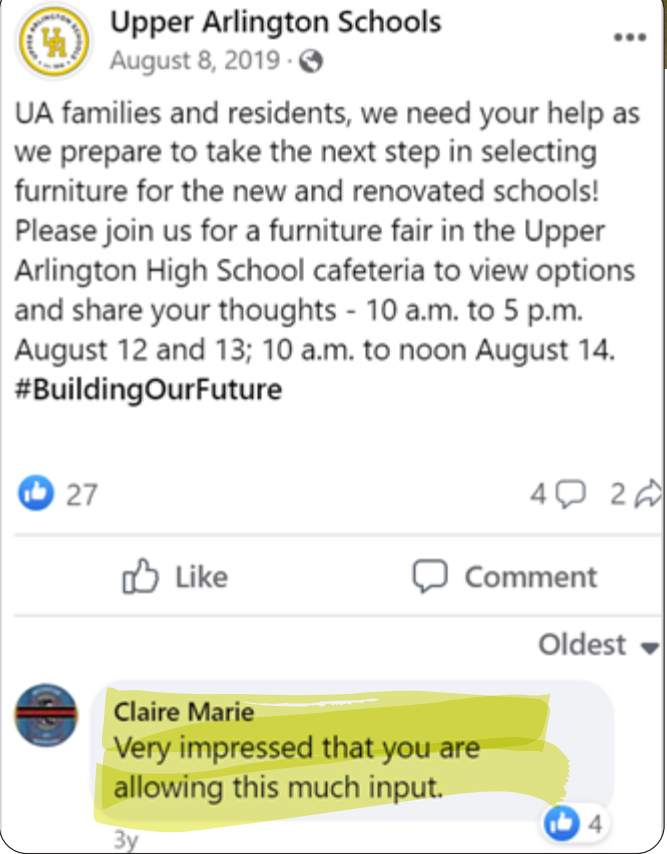 Upper Arlington Schools
August 8, 2019 ·
UA families and residents, we need your help as
we prepare to take the next step in selecting
furniture for the new and renovated schools!
Please join us for a furniture fair in the Upper
Arlington High School cafeteria to view options
and share your thoughts - 10 a.m. to 5 p.m.
August 12 and 13; 10 a.m. to noon August 14.
#BuildingOurFuture
27
4 2
Like Comment
Oldest
Claire Marie
Very impressed that you are
allowing this much input.
4
3y